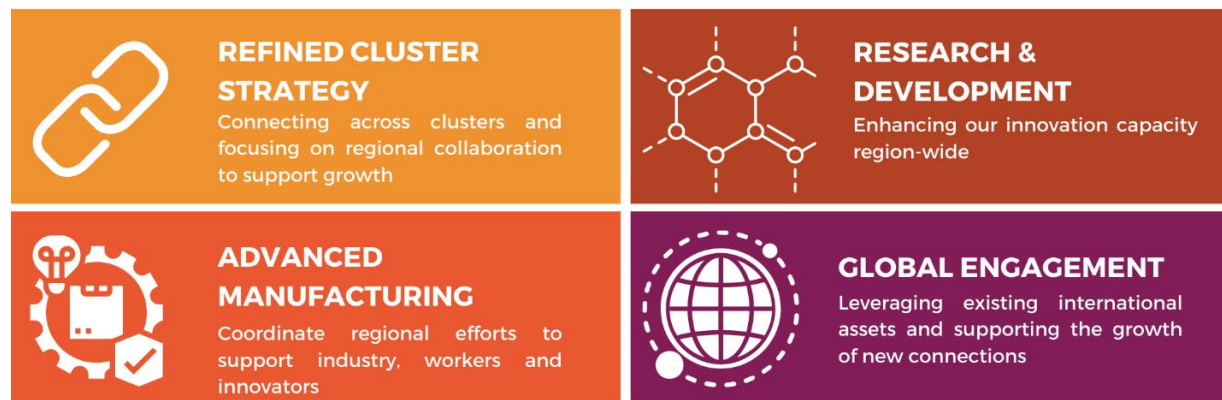 REFINED CLUSTER
STRATEGY
Connecting across clusters and
focusing on regional collaboration
to support growth
RESEARCH &
DEVELOPMENT
Enhancing our innovation capacity
region-wide
ADVANCED
MANUFACTURING
Coordinate regional efforts to
support industry, workers and
innovators
GLOBAL ENGAGEMENT
Leveraging existing international
assets and supporting the growth
of new connections